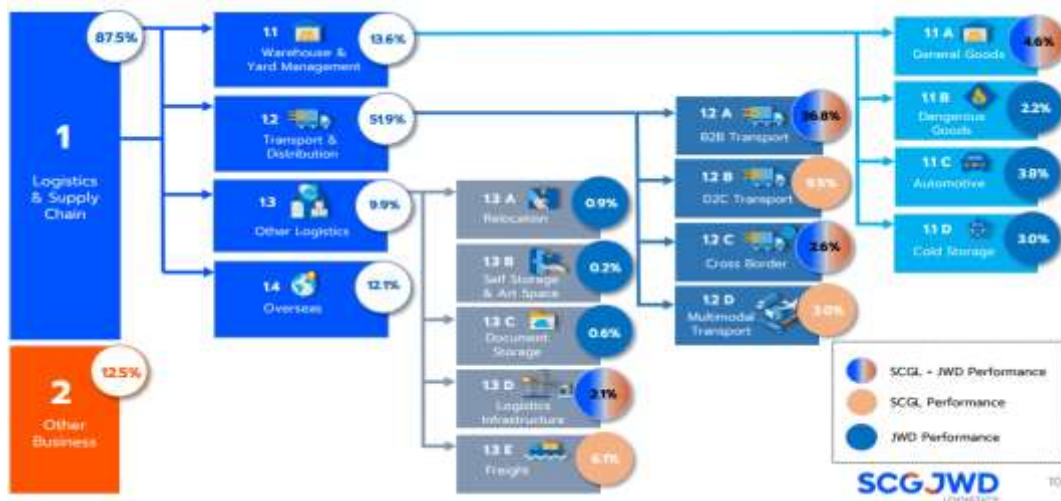 1
Logistics
& Supply
Chain
87.5%
2
Other
Business
12.5%
1.1
Warehouse &
Yard Management
13.6%
1.2
Transport &
Distribution
51.9%
1.3
Other Logistics
9.9%
1.4
Overseas
12.1%
1.3 A
Relocation
0.9%
1.3 B
Self Storage
& Art Space
0.2%
1.3 C
Document
Storage
0.6%
1.3 D
Logistics
Infrastructure
2.1%
1.3 E
Freight
6.1%
1.2 A
B2B Transport
36.8%
1.2 B
D2C Transport
9.5%
1.2 C
Cross Border
2.6%
1.2 D
Multimodal
Transport
3.0%
1.1 A
General Goods
4.6%
1.1 B
Dangerous
Goods
2.2%
1.1 C
Automotive
3.8%
1.1 D
Cold Storage
3.0%
SCGL - JWD Performance
SCGL Performance
JWD Performance
SCGJWD
LOGISTICS